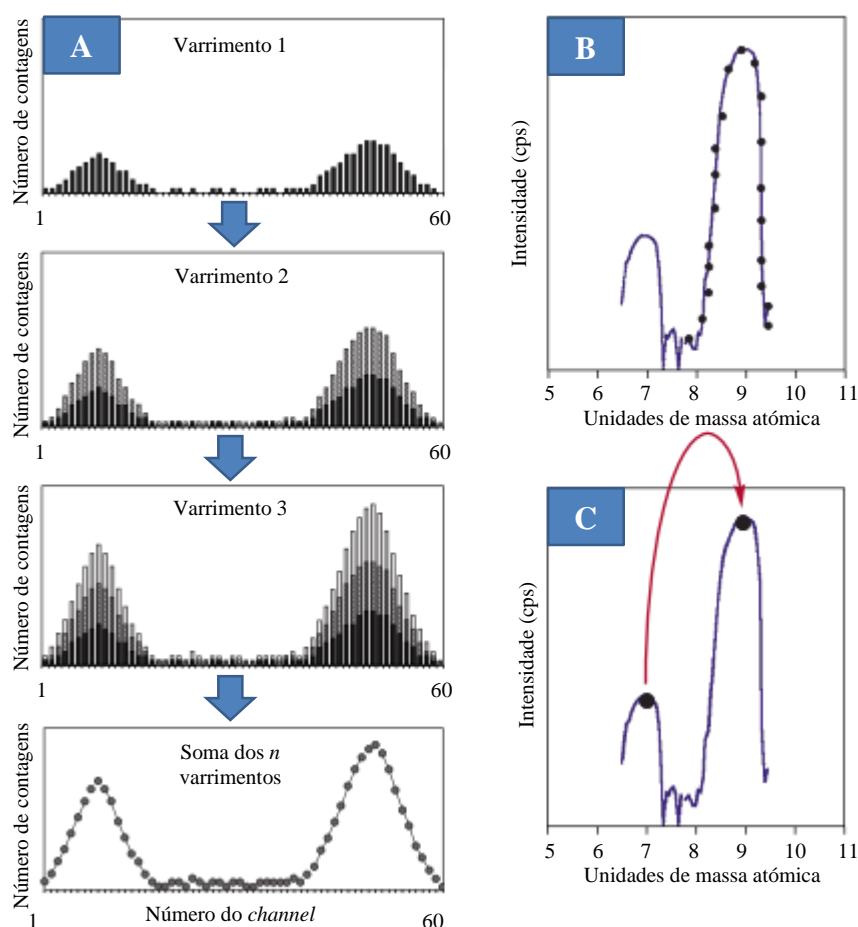 A
Varrimento 1
Número de contagens
1
60
Varrimento 2
Número de contagens
1
60
Varrimento 3
Número de contagens
1
60
Soma dos n
varrimentos
Número de contagens
1
Número do channel
60
B
Intensidade (cps)
5 6 7 8 9 10 11
Unidades de massa atómica
C
Intensidade (cps)
5 6 7 8 9 10 11
Unidades de massa atómica